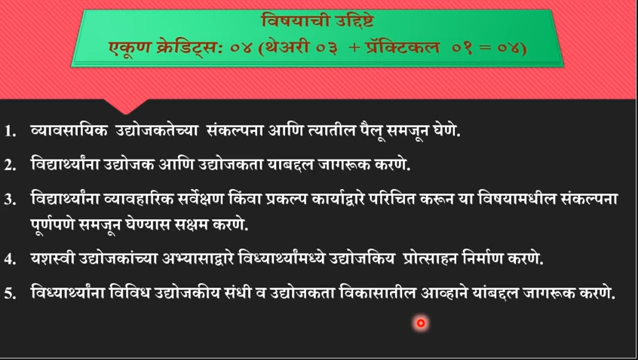 विषयाची उद्दिष्टे
एकूण क्रेडिट्स: ०४ (थेअरी ०३ + प्रॅक्टिकल ०१ = ०४)
1. व्यावसायिक उद्योजकतेच्या संकल्पना आणि त्यातील पैलू समजून घेणे.
2. विद्यार्थ्यांना उद्योजक आणि उद्योजकता याबद्दल जागरूक करणे.
3. विद्यार्थ्यांना व्यावहारिक सर्वेक्षण किंवा प्रकल्प कार्याद्वारे परिचित करून या विषयामधील संकल्पना
पूर्णपणे समजून घेण्यास सक्षम करणे.
4. यशस्वी उद्योजकांच्या अभ्यासाद्वारे विध्यार्थ्यांमध्ये उद्योजकिय प्रोत्साहन निर्माण करणे.
5. विध्यार्थ्यांना विविध उद्योजकीय संधी व उद्योजकता विकासातील आव्हाने यांबद्दल जागरूक करणे.